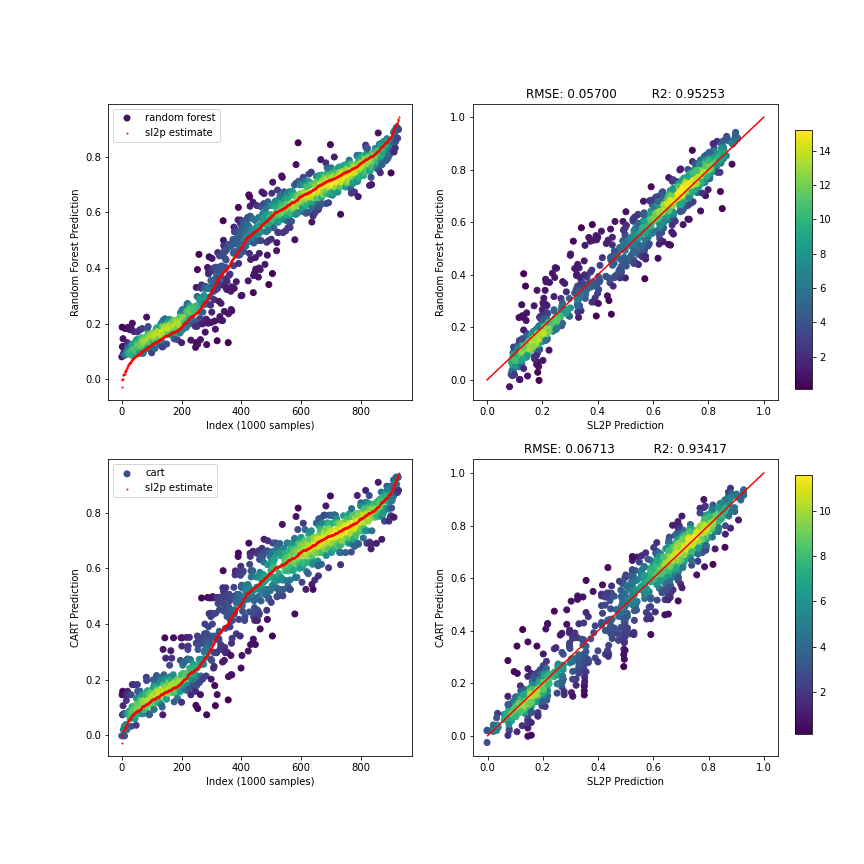 RMSE: 0.05700 R2: 0.95253
random forest
sl2p estimate
Random Forest Prediction
0.8
0.6
0.4
0.2
0.0
0 200 400 600 800
Index (1000 samples)
Random Forest Prediction
1.0
0.8
0.6
0.4
0.2
0.0
0.0 0.2 0.4 0.6 0.8 1.0
SL2P Prediction
14
12
10
8
6
4
2
RMSE: 0.06713 R2: 0.93417
cart
sl2p estimate
CART Prediction
0.8
0.6
0.4
0.2
0.0
0 200 400 600 800
Index (1000 samples)
CART Prediction
1.0
0.8
0.6
0.4
0.2
0.0
0.0 0.2 0.4 0.6 0.8 1.0
SL2P Prediction
10
8
6
4
2